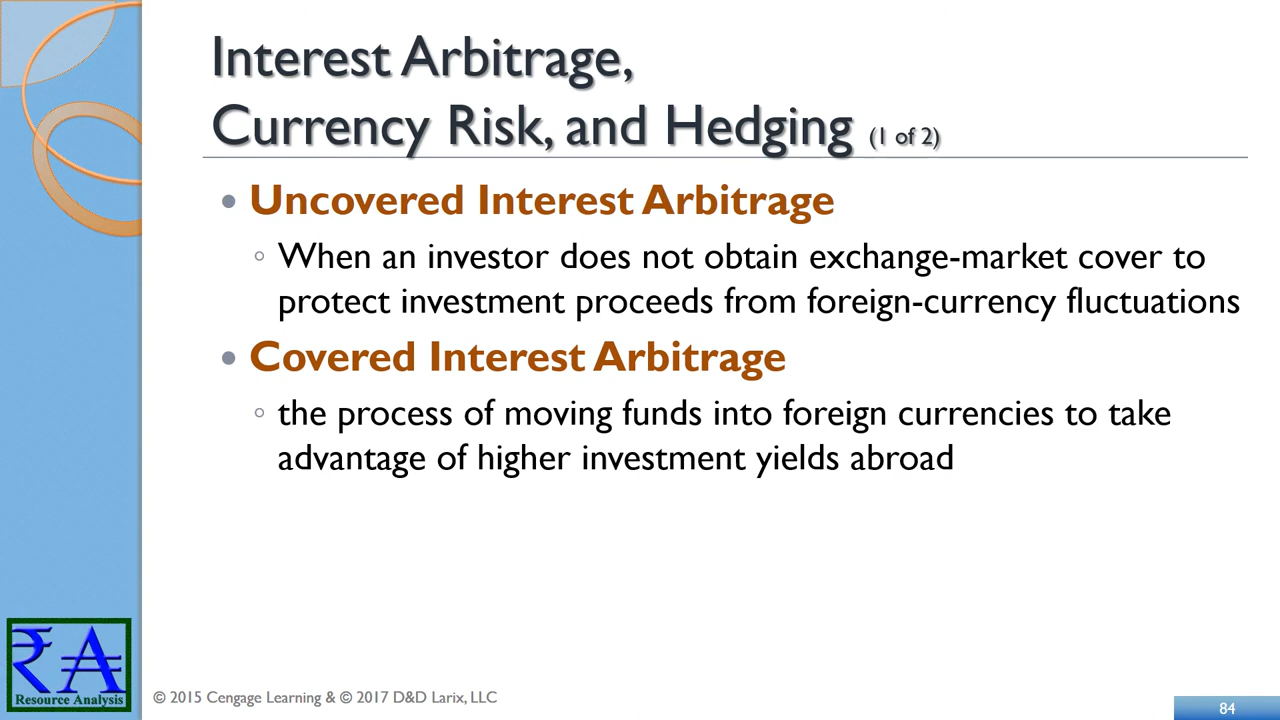 Interest Arbitrage,
Currency Risk, and Hedging (1 of 2)
• Uncovered Interest Arbitrage
◦ When an investor does not obtain exchange-market cover to
protect investment proceeds from foreign-currency fluctuations
• Covered Interest Arbitrage
◦ the process of moving funds into foreign currencies to take
advantage of higher investment yields abroad
₹ A
Resource Analysis
© 2015 Cengage Learning & © 2017 D&D Larix, LLC
84